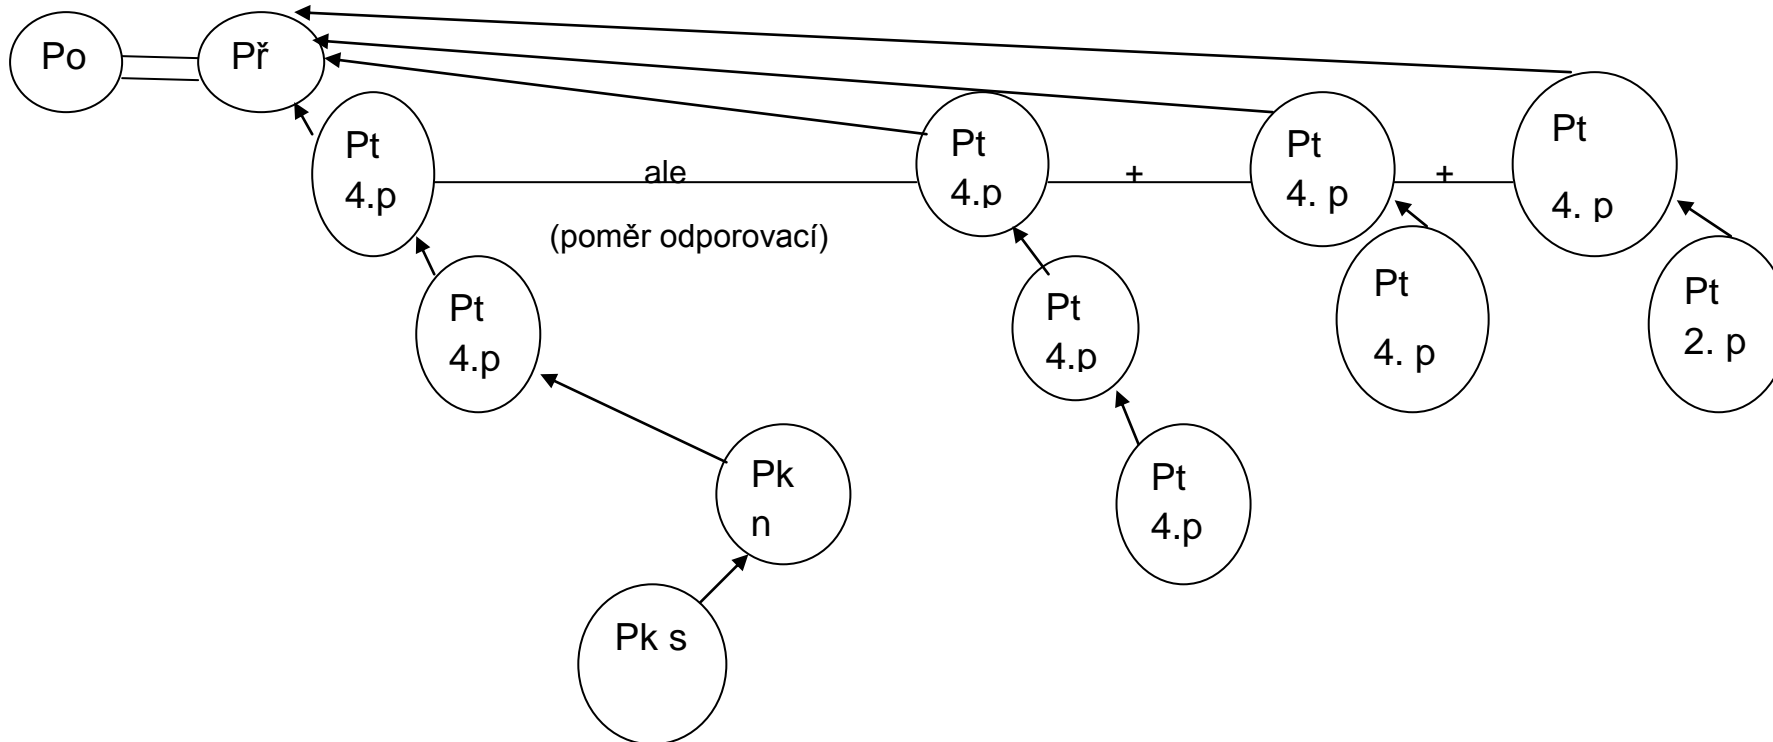 Po
Př
Pt
4.p
ale
(poměr odporovací)
Pt
4.p
+
Pt
4. p
+
Pt
4. p
Pt
4.p
Pt
4.p
Pt
4. p
Pt
2. p
Pk
n
Pt
4.p
Pk s